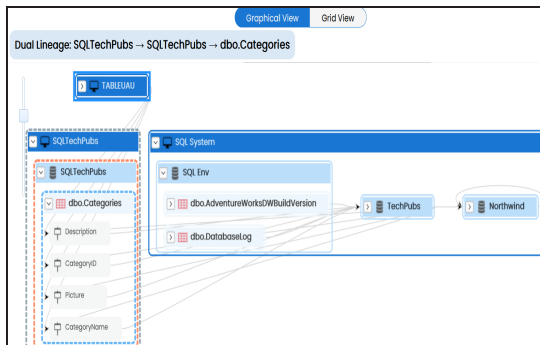 Graphical View
Grid View
Dual Lineage: SQLTechPubs → SQLTechPubs → dbo.Categories
TABLEUAU
SQLTechPubs
SQL System
SQLTechPubs
SQL Env
dbo.Categories
dbo.AdventureWorksDWBuildVersion
TechPubs
Northwind
Description
dbo.DatabaseLog
CategoryID
Picture
CategoryName